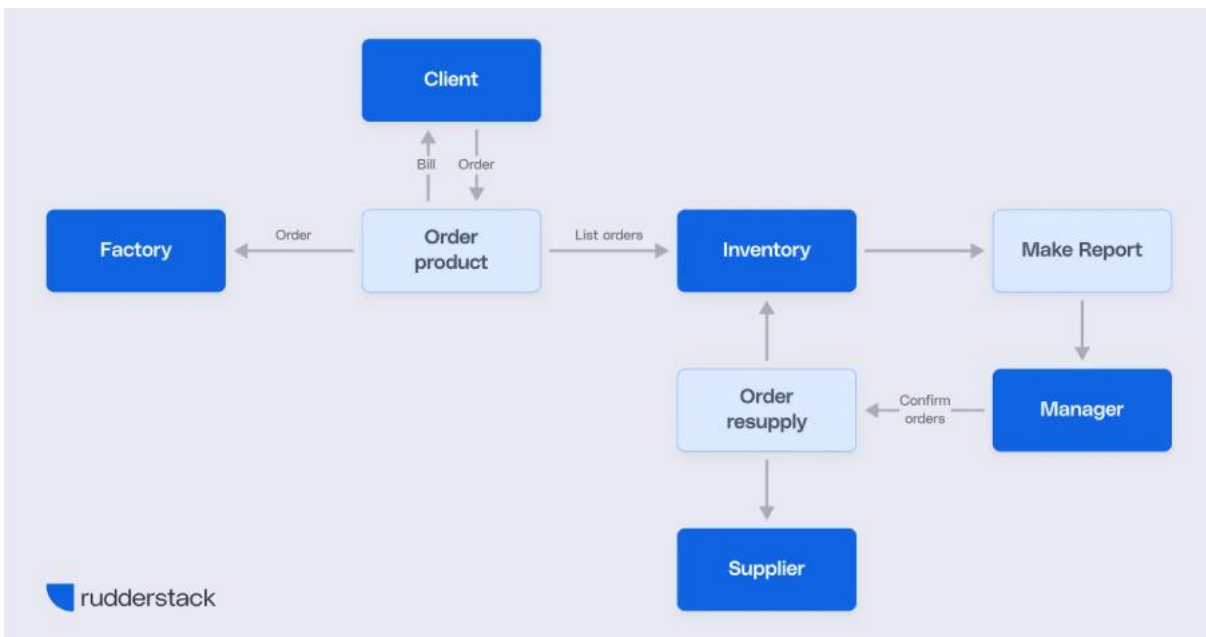 Client
Bill
Order
Factory
Order
Order
product
List orders
Inventory
Make Report
Order
resupply
Confirm
orders
Manager
Supplier
rudderstack